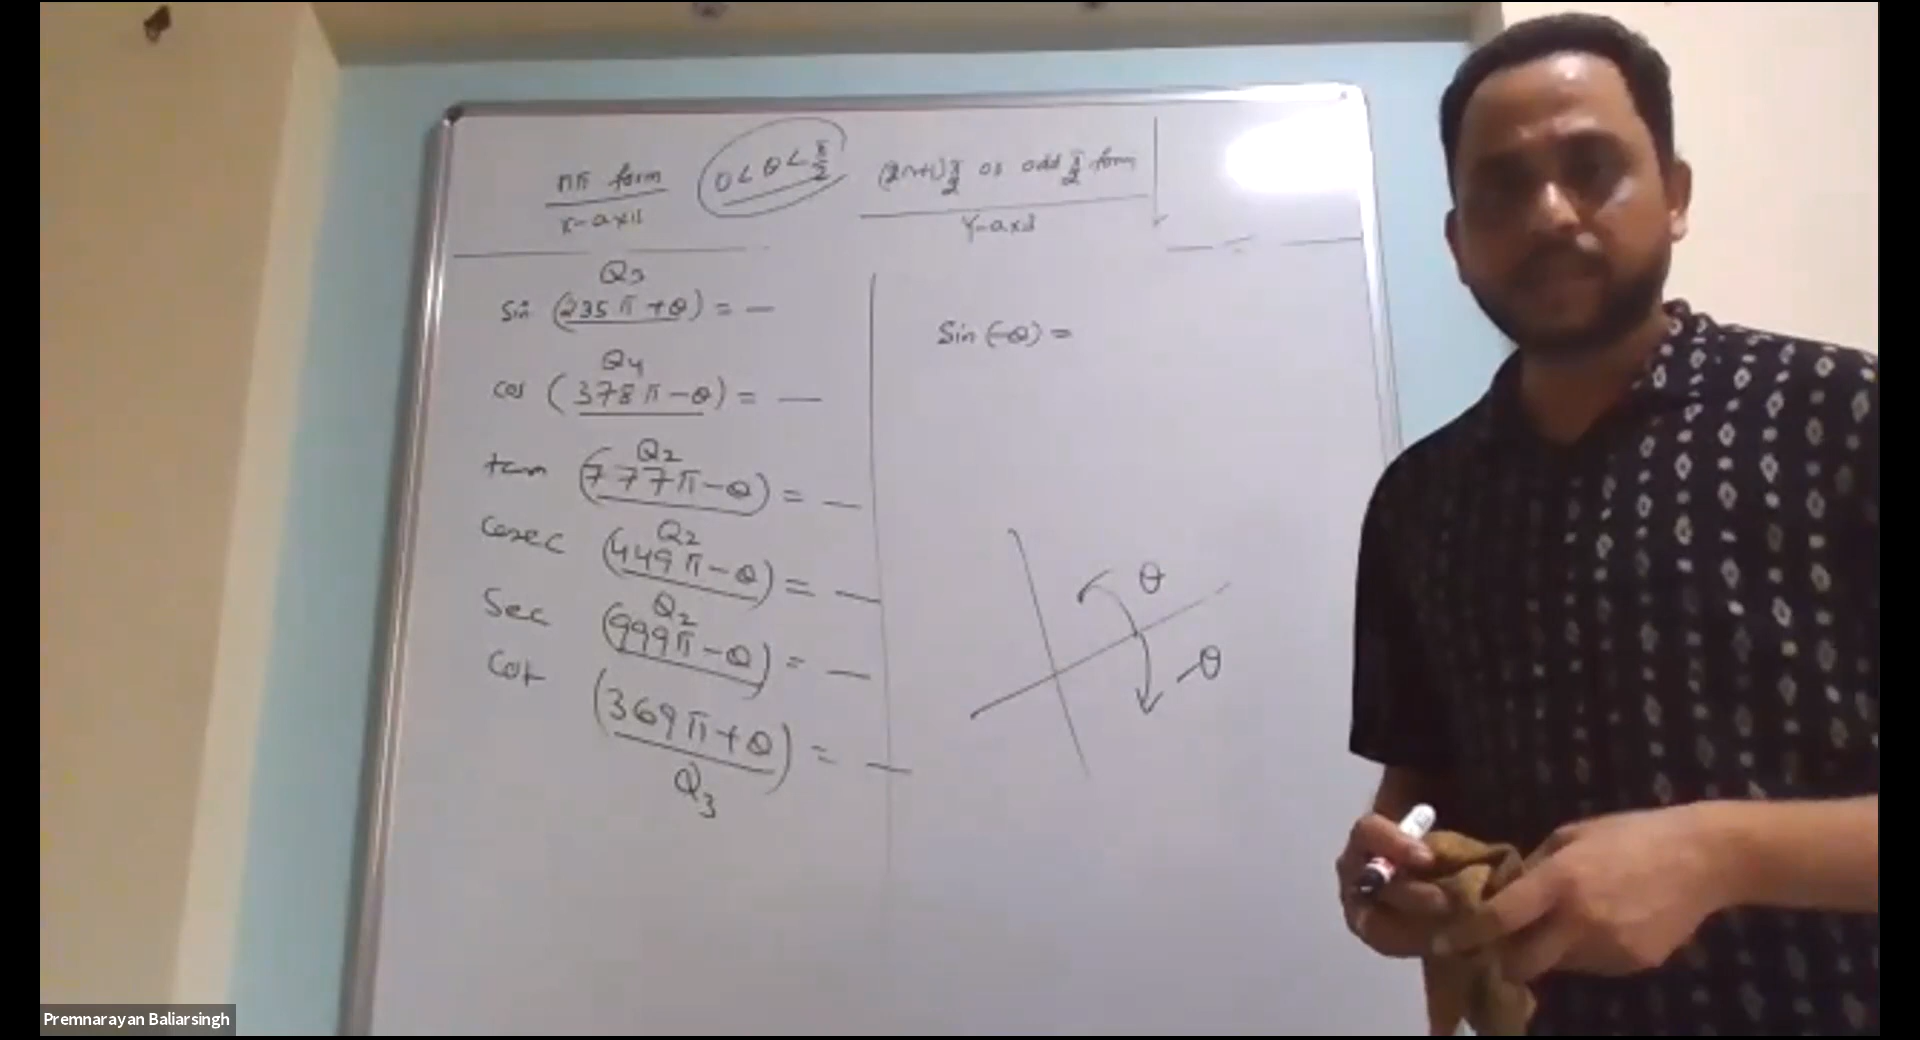 nπ form
x-axis
0<θ<π/2
(2n+1)π/2 or odd π/2 form
Y-axis
Q3
Sin (235π+θ) = —
Q4
cos (378π-θ) = —
Q2
tan (777π-θ) = —
Q2
Cosec (449π-θ) = —
Q2
Sec (999π-θ) = —
Cot (369π+θ) = —
Q3
Sin (-θ) =
θ
-θ
Premnarayan Baliarsingh